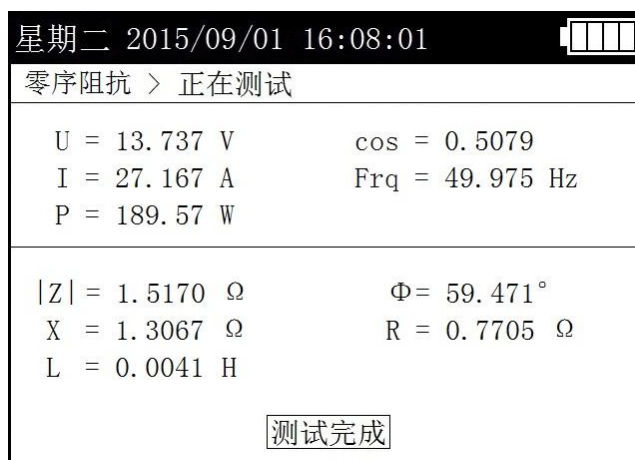 星期二 2015/09/01 16:08:01
零序阻抗 > 正在测试
U = 13.737 V cos = 0.5079
I = 27.167 A Frq = 49.975 Hz
P = 189.57 W
|Z| = 1.5170 Ω Φ= 59.471°
X = 1.3067 Ω R = 0.7705 Ω
L = 0.0041 H
测试完成